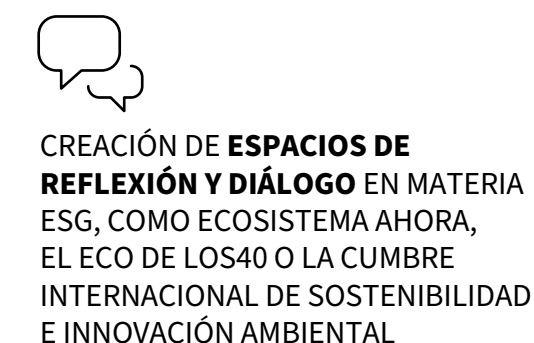 CREACIÓN DE ESPACIOS DE
REFLEXIÓN Y DIÁLOGO EN MATERIA
ESG, COMO ECOSISTEMA AHORA,
EL ECO DE LOS40 O LA CUMBRE
INTERNACIONAL DE SOSTENIBILIDAD
E INNOVACIÓN AMBIENTAL